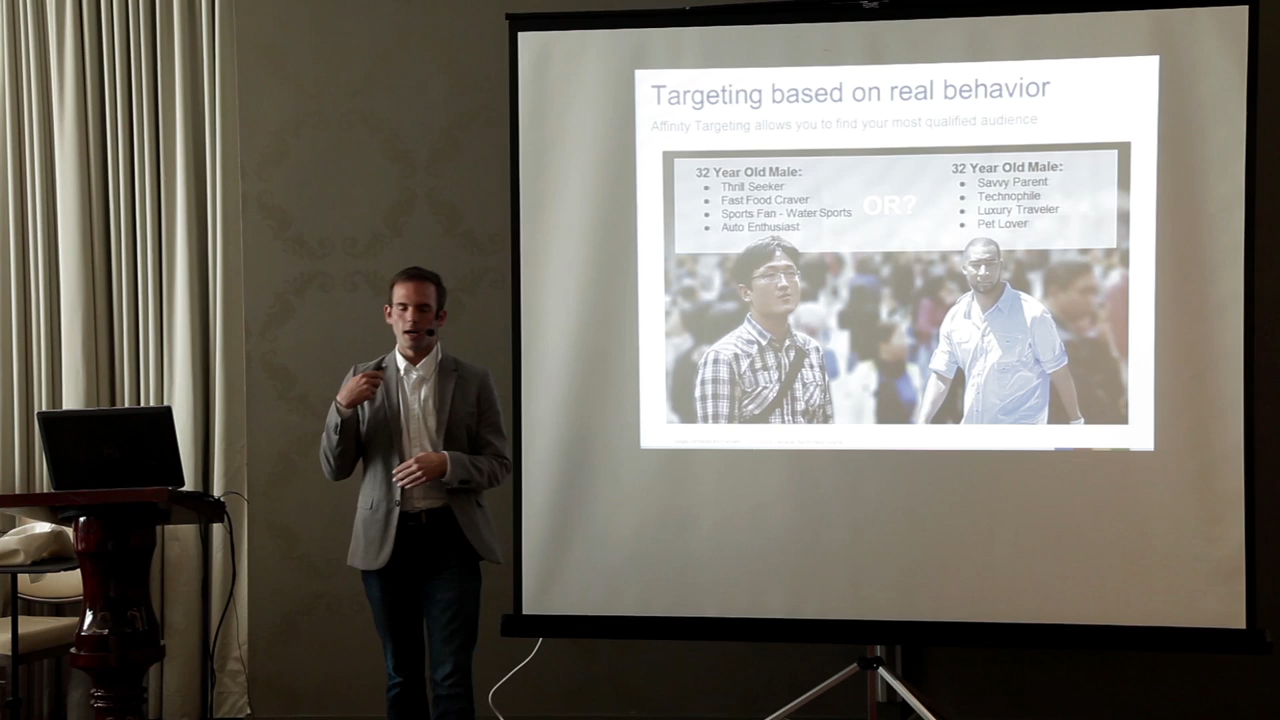 Targeting based on real behavior
Affinity Targeting allows you to find your most qualified audience
32 Year Old Male:
• Thrill Seeker
• Fast Food Craver
• Sports Fan - Water Sports
• Auto Enthusiast
OR?
32 Year Old Male:
• Savvy Parent
• Technophile
• Luxury Traveler
• Pet Lover